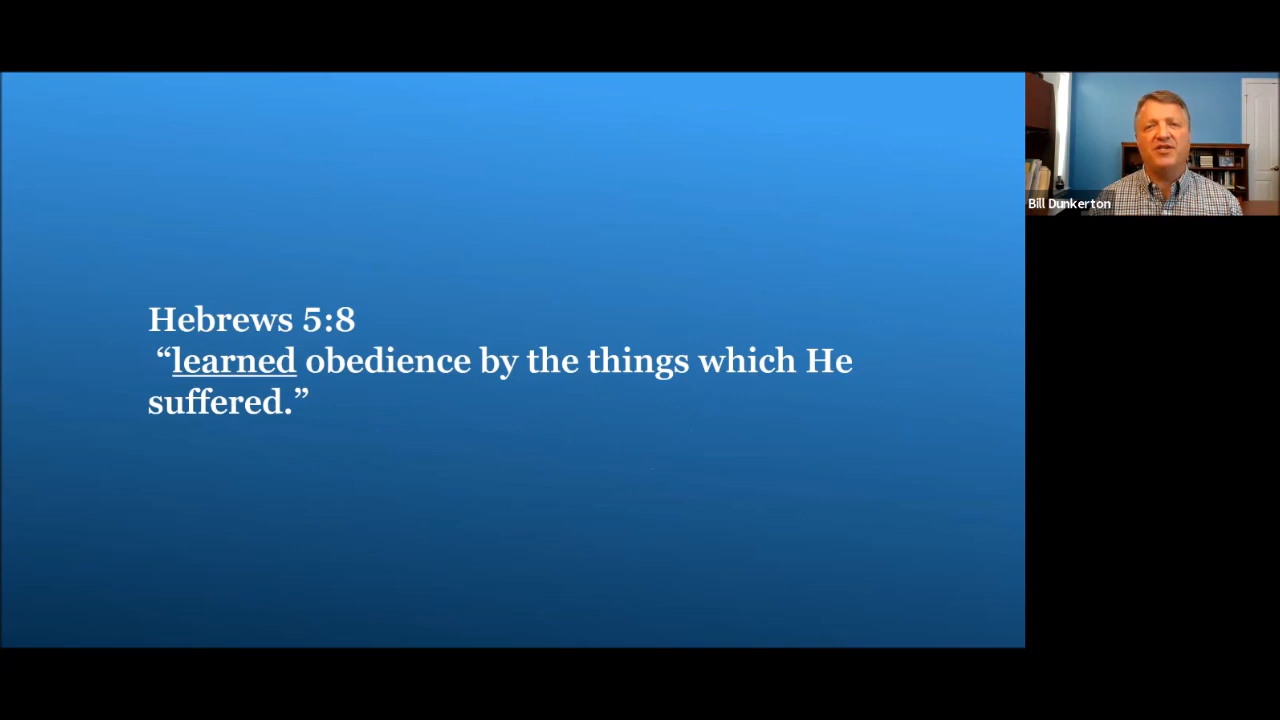 Hebrews 5:8
“learned obedience by the things which He
suffered.”
Bill Dunkerton